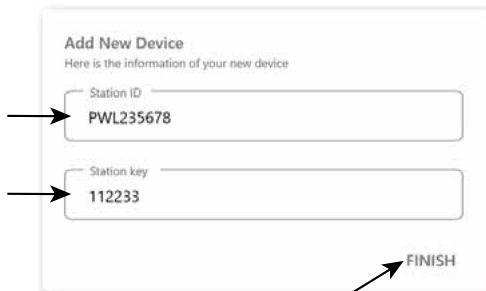 Add New Device
Here is the information of your new device
Station ID
PWL235678
Station key
112233
FINISH